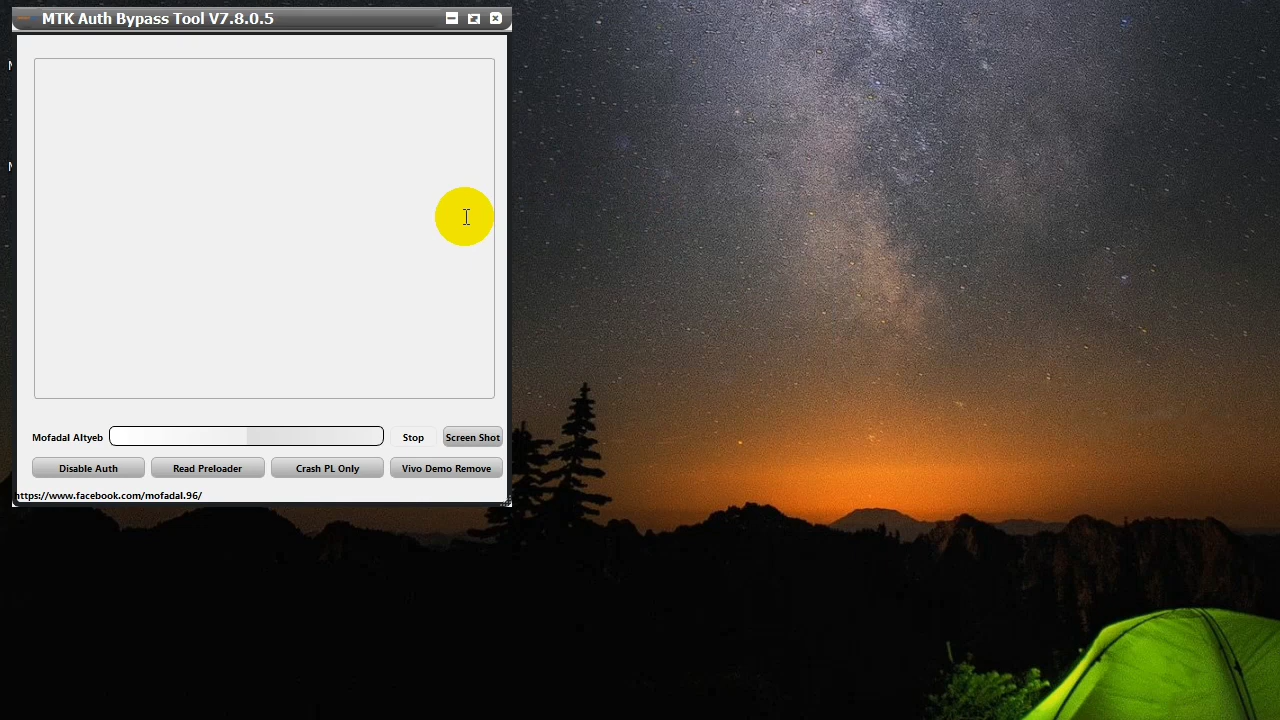 MTK Auth Bypass Tool V7.8.0.5
Mofadal Altyeb
Stop
Screen Shot
Disable Auth
Read Preloader
Crash PL Only
Vivo Demo Remove
https://www.facebook.com/mofadal.96/